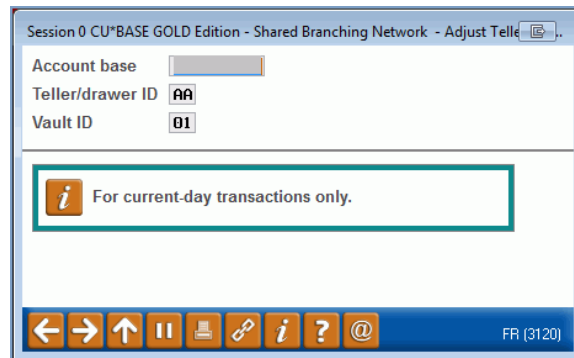 Session 0 CU*BASE GOLD Edition - Shared Branching Network - Adjust Telle ...
Account base
Teller/drawer ID AA
Vault ID 01
i For current-day transactions only.
i ? @ FR (3120)